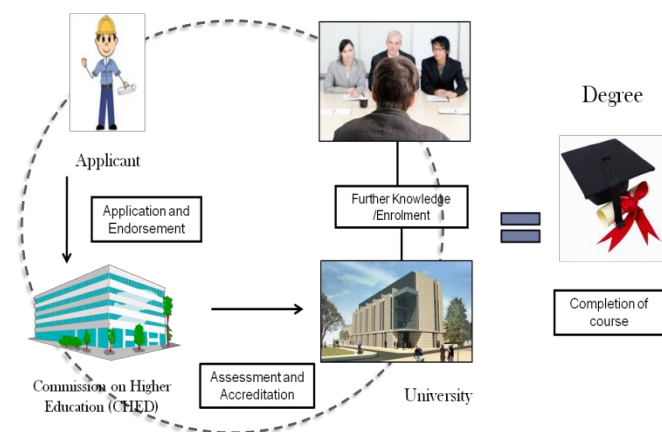 Applicant
Application and
Endorsement
Commission on Higher
Education (CHED)
Assessment and
Accreditation
University
Further Knowledge
/Enrolment
Degree
Completion of
course